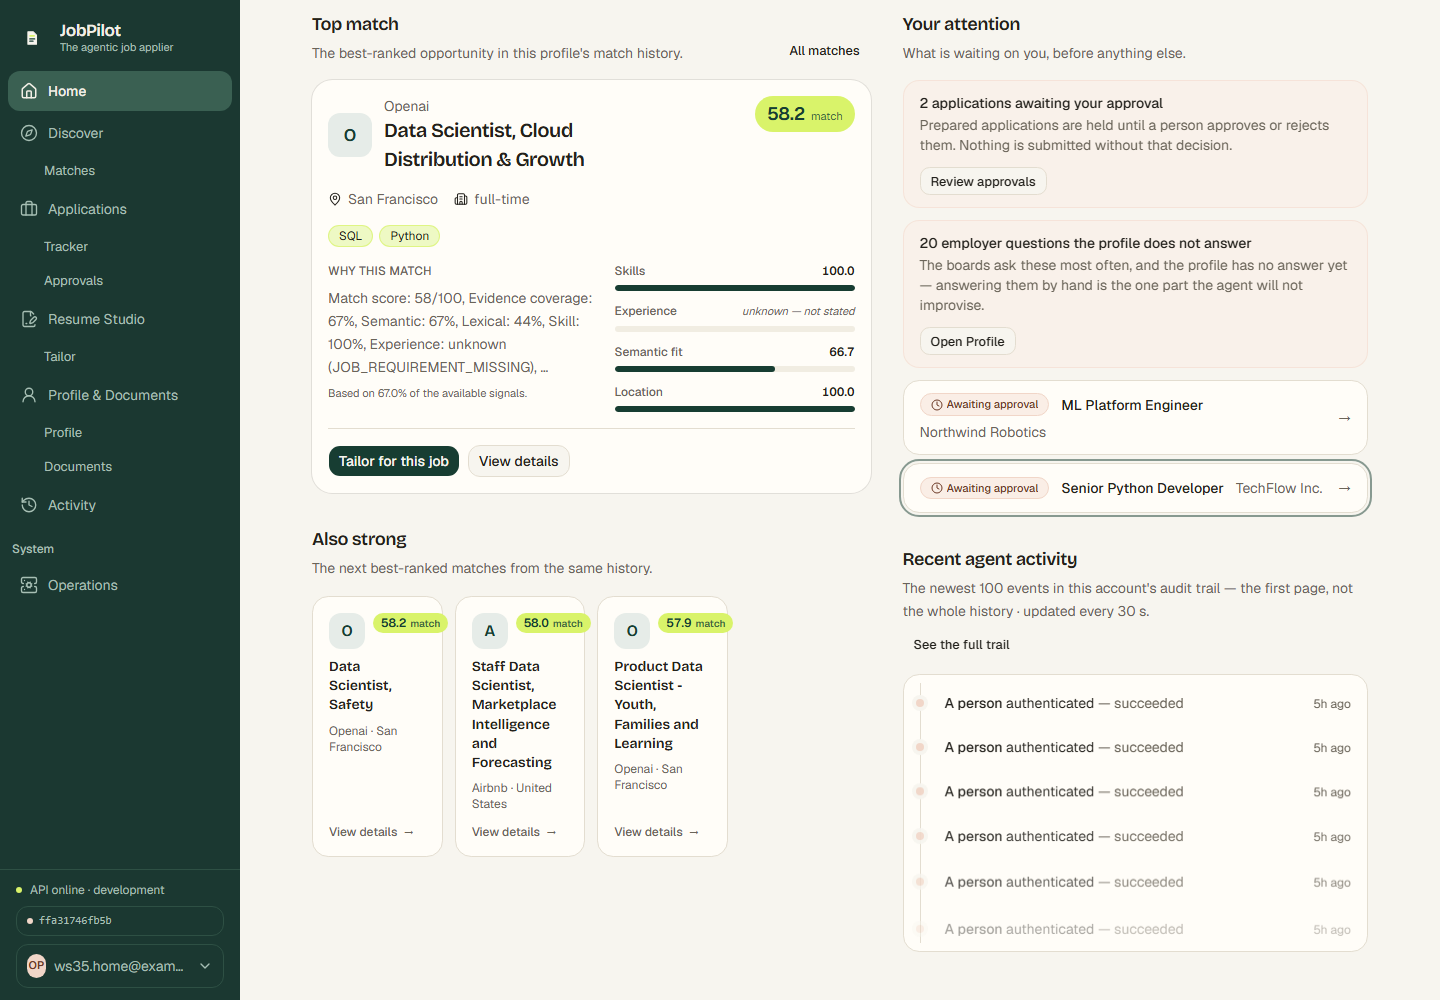 JobPilot
The agentic job applier
Home
Discover
Matches
Applications
Tracker
Approvals
Resume Studio
Tailor
Profile & Documents
Profile
Documents
Activity
System
Operations
API online · development
ffa31746fb5b
OP
ws35.home@exam...
Top match
The best-ranked opportunity in this profile's match history.
All matches
O
Openai
Data Scientist, Cloud
Distribution & Growth
58.2 match
San Francisco
full-time
SQL
Python
WHY THIS MATCH
Match score: 58/100, Evidence coverage:
67%, Semantic: 67%, Lexical: 44%, Skill:
100%, Experience: unknown
(JOB_REQUIREMENT_MISSING), ...
Based on 67.0% of the available signals.
Skills 100.0
Experience unknown — not stated
Semantic fit 66.7
Location 100.0
Tailor for this job
View details
Also strong
The next best-ranked matches from the same history.
O
58.2 match
Data
Scientist,
Safety
Openai · San
Francisco
View details →
A
58.0 match
Staff Data
Scientist,
Marketplace
Intelligence
and
Forecasting
Airbnb · United
States
View details →
O
57.9 match
Product Data
Scientist -
Youth,
Families and
Learning
Openai · San
Francisco
View details →
Your attention
What is waiting on you, before anything else.
2 applications awaiting your approval
Prepared applications are held until a person approves or rejects
them. Nothing is submitted without that decision.
Review approvals
20 employer questions the profile does not answer
The boards ask these most often, and the profile has no answer yet
— answering them by hand is the one part the agent will not
improvise.
Open Profile
Awaiting approval ML Platform Engineer
Northwind Robotics
→
Awaiting approval Senior Python Developer TechFlow Inc. →
Recent agent activity
The newest 100 events in this account's audit trail — the first page, not
the whole history · updated every 30 s.
See the full trail
A person authenticated — succeeded 5h ago
A person authenticated — succeeded 5h ago
A person authenticated — succeeded 5h ago
A person authenticated — succeeded 5h ago
A person authenticated — succeeded 5h ago
A person authenticated — succeeded 5h ago